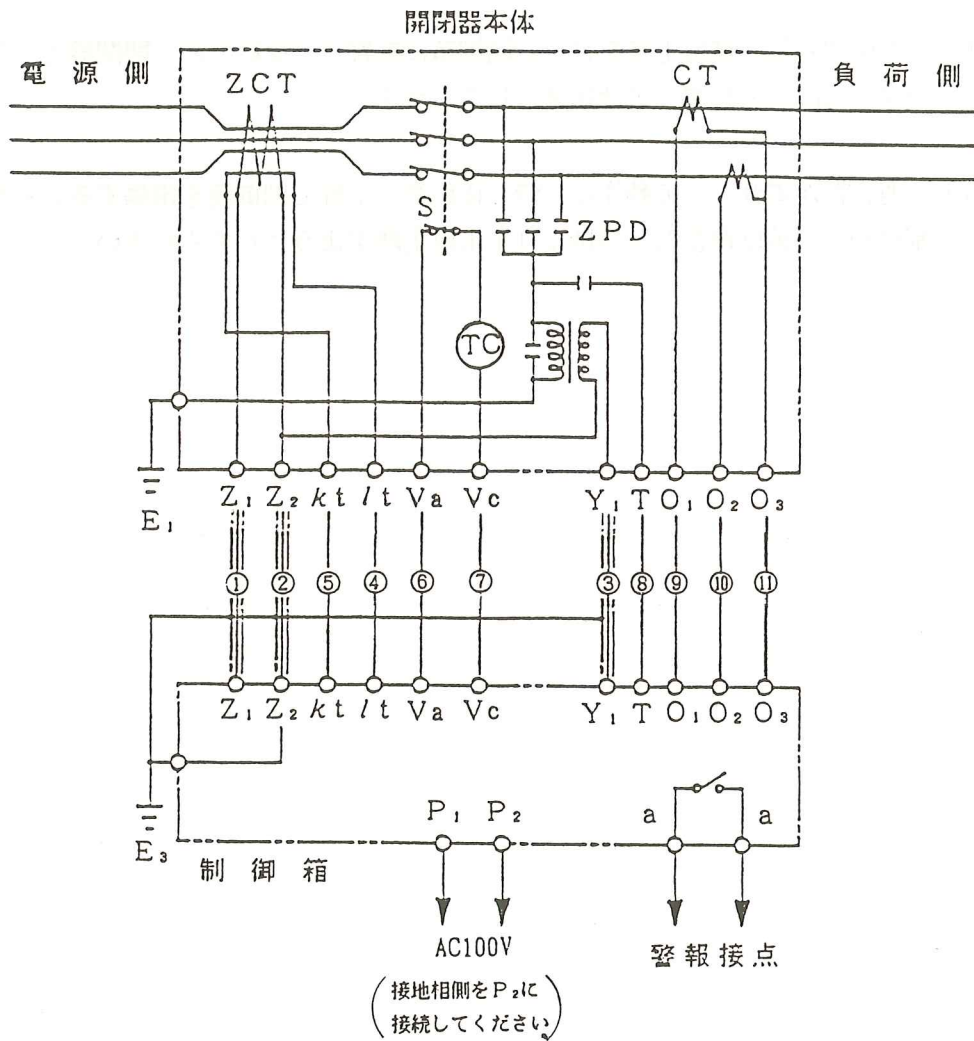 開閉器本体
電源側
負荷側
ZCT
CT
S
ZPD
TC
E₁
Z₁ Z₂ kt lt Va Vc Y₁ T O₁ O₂ O₃
① ② ⑤ ④ ⑥ ⑦ ③ ⑧ ⑨ ⑩ ⑪
Z₁ Z₂ kt lt Va Vc Y₁ T O₁ O₂ O₃
P₁ P₂
a a
E₃
制御箱
AC100V
警報接点
(接地相側をP₂に
接続してください。)